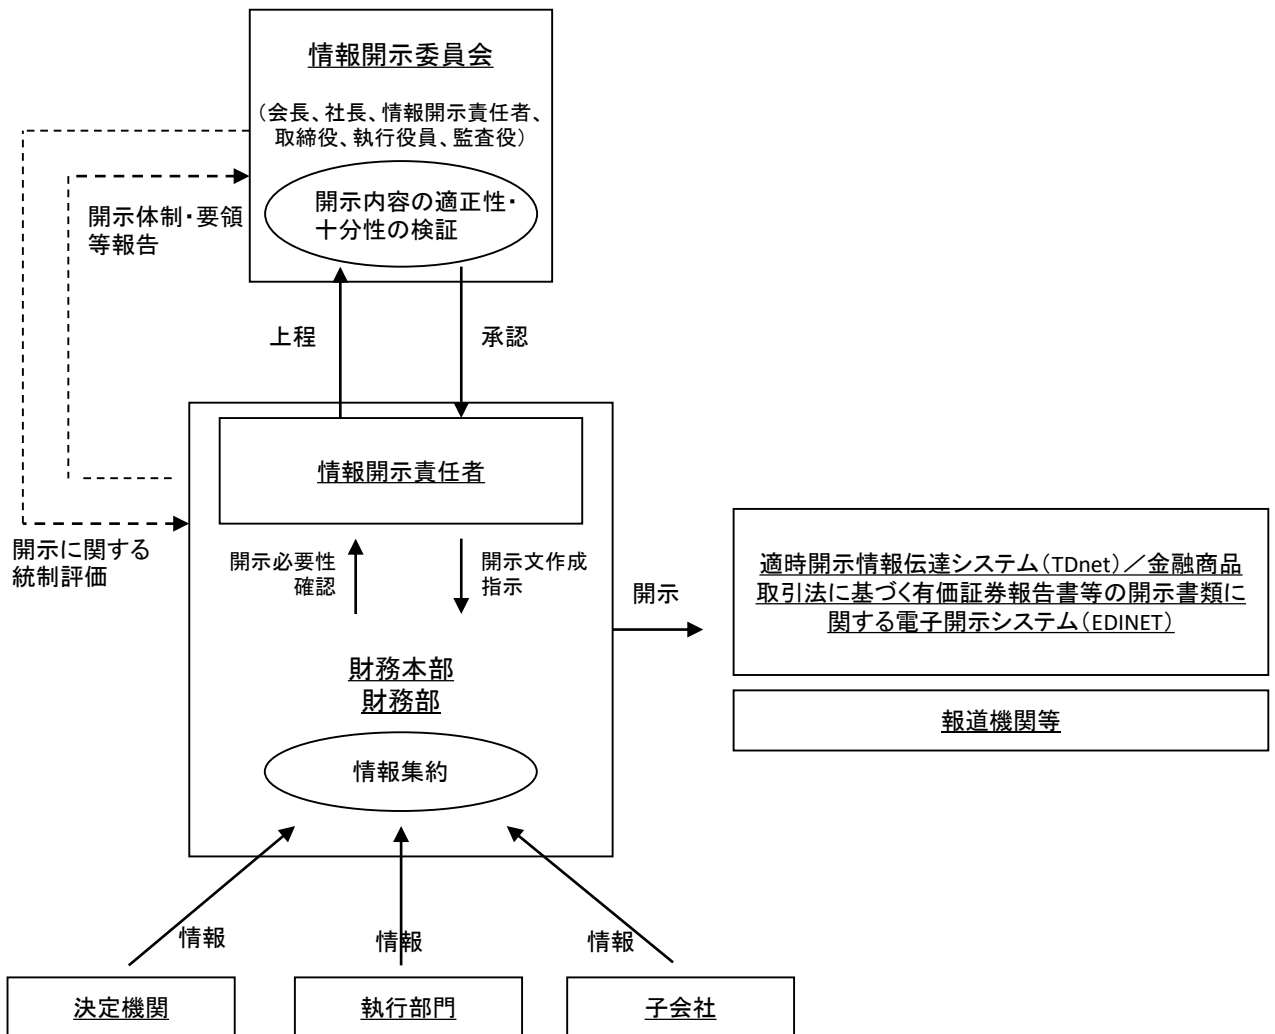 情報開示委員会
（会長、社長、情報開示責任者、
取締役、執行役員、監査役）
開示内容の適正性・
十分性の検証
開示体制・要領
等報告
上程
承認
情報開示責任者
開示に関する
統制評価
開示必要性
確認
開示文作成
指示
開示
適時開示情報伝達システム（TDnet）／金融商品
取引法に基づく有価証券報告書等の開示書類に
関する電子開示システム（EDINET）
財務本部
財務部
報道機関等
情報集約
情報
情報
情報
決定機関
執行部門
子会社